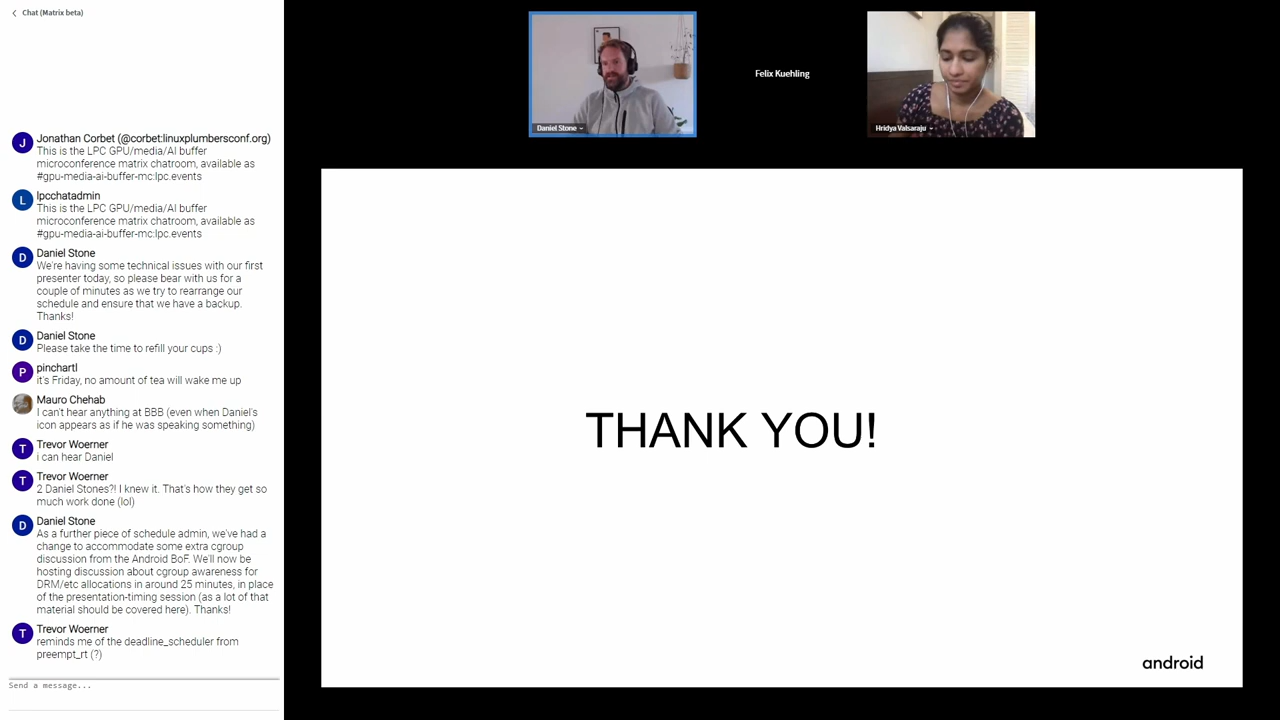 Chat (Matrix beta)
J
Jonathan Corbet (@corbet:linuxplumbersconf.org)
This is the LPC GPU/media/AI buffer
microconference matrix chatroom, available as
#gpu-media-ai-buffer-mc:lpc.events
L
lpcchatadmin
This is the LPC GPU/media/AI buffer
microconference matrix chatroom, available as
#gpu-media-ai-buffer-mc:lpc.events
D
Daniel Stone
We're having some technical issues with our first
presenter today, so please bear with us for a
couple of minutes as we try to rearrange our
schedule and ensure that we have a backup.
Thanks!
D
Daniel Stone
Please take the time to refill your cups :)
P
pinchartl
it's Friday, no amount of tea will wake me up
Mauro Chehab
I can't hear anything at BBB (even when Daniel's
icon appears as if he was speaking something)
T
Trevor Woerner
i can hear Daniel
T
Trevor Woerner
2 Daniel Stones?! I knew it. That's how they get so
much work done (lol)
D
Daniel Stone
As a further piece of schedule admin, we've had a
change to accommodate some extra cgroup
discussion from the Android BoF. We'll now be
hosting discussion about cgroup awareness for
DRM/etc allocations in around 25 minutes, in place
of the presentation-timing session (as a lot of that
material should be covered here). Thanks!
T
Trevor Woerner
reminds me of the deadline_scheduler from
preempt_rt (?)
Send a message...
Daniel Stone
Felix Kuehling
Hridya Valsaraju
THANK YOU!
android